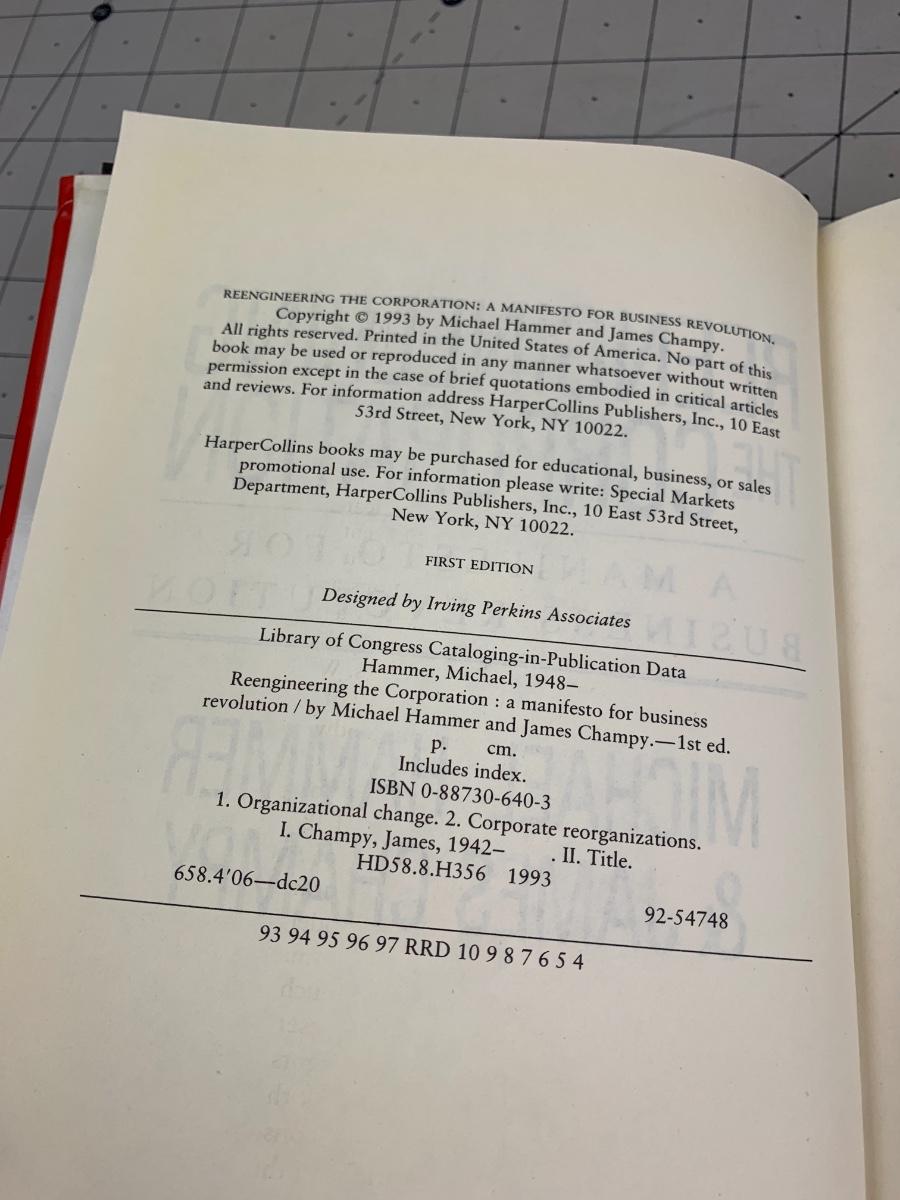 REENGINEERING THE CORPORATION: A MANIFESTO FOR BUSINESS REVOLUTION.
Copyright © 1993 by Michael Hammer and James Champy.
All rights reserved. Printed in the United States of America. No part of this
book may be used or reproduced in any manner whatsoever without written
permission except in the case of brief quotations embodied in critical articles
and reviews. For information address HarperCollins Publishers, Inc., 10 East
53rd Street, New York, NY 10022.
HarperCollins books may be purchased for educational, business, or sales
promotional use. For information please write: Special Markets
Department, HarperCollins Publishers, Inc., 10 East 53rd Street,
New York, NY 10022.
FIRST EDITION
Designed by Irving Perkins Associates
Library of Congress Cataloging-in-Publication Data
Hammer, Michael, 1948–
Reengineering the Corporation : a manifesto for business
revolution / by Michael Hammer and James Champy.—1st ed.
p. cm.
Includes index.
ISBN 0-88730-640-3
1. Organizational change. 2. Corporate reorganizations.
I. Champy, James, 1942– . II. Title.
HD58.8.H356 1993
658.4′06—dc20
92-54748
93 94 95 96 97 RRD 10 9 8 7 6 5 4